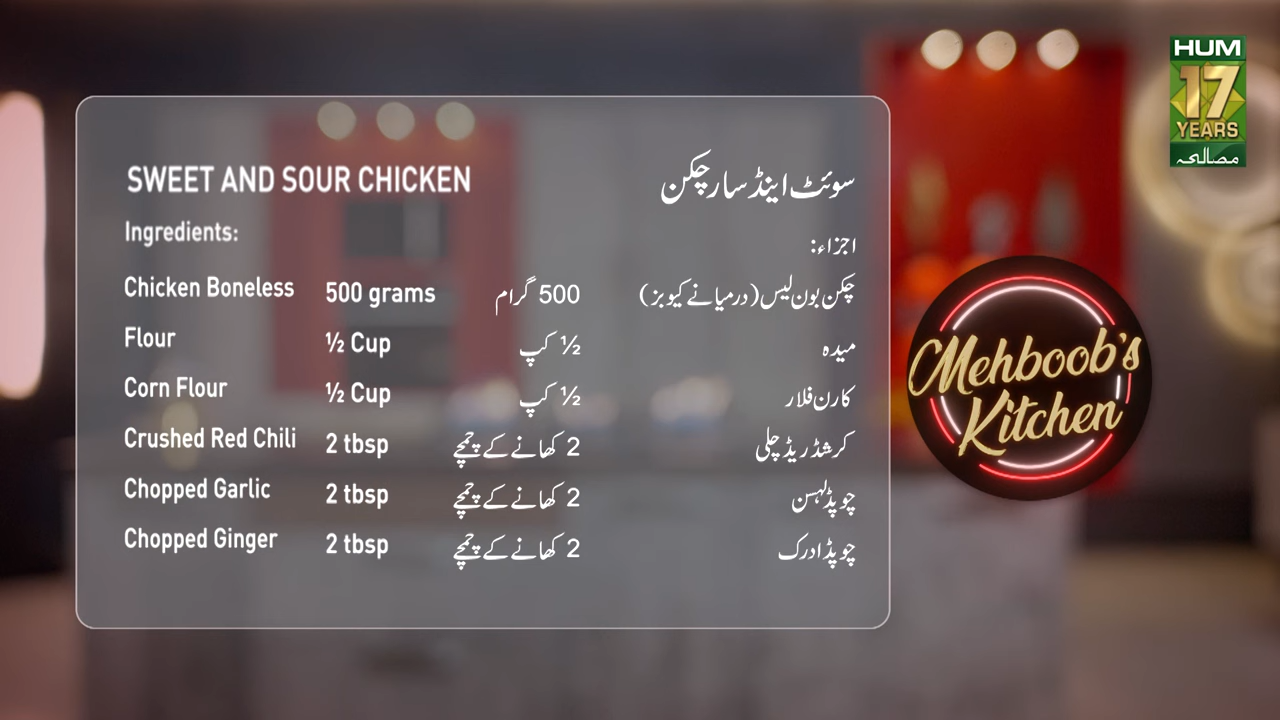 SWEET AND SOUR CHICKEN سوئٹ اینڈ سار چکن
Ingredients: اجزاء:
Chicken Boneless 500 grams 500 گرام چکن بون لیس (درمیانے کیوبز)
Flour ½ Cup ½ کپ میدہ
Corn Flour ½ Cup ½ کپ کارن فلار
Crushed Red Chili 2 tbsp 2 کھانے کے چمچے کرشڈ ریڈ چلی
Chopped Garlic 2 tbsp 2 کھانے کے چمچے چوپڈ لہسن
Chopped Ginger 2 tbsp 2 کھانے کے چمچے چوپڈ ادرک
HUM
17
YEARS
مصالحہ
Mehboob's
Kitchen